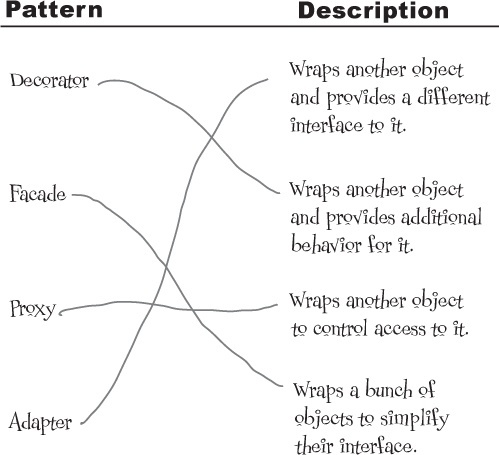 Pattern Description
Decorator
Wraps another object
and provides a different
interface to it.
Facade
Wraps another object
and provides additional
behavior for it.
Proxy
Wraps another object
to control access to it.
Adapter
Wraps a bunch of
objects to simplify
their interface.